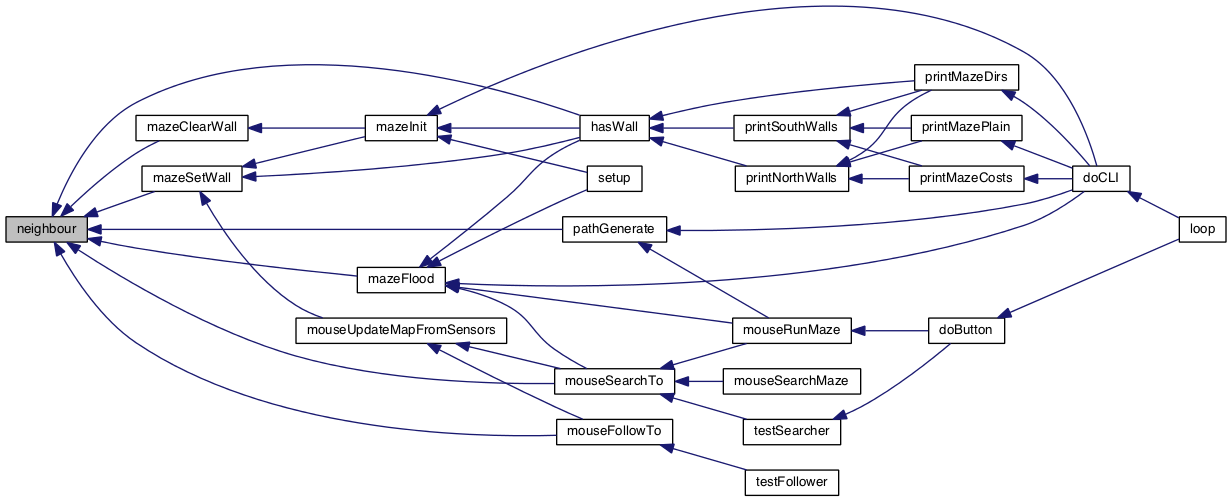 neighbour
mazeClearWall
mazeSetWall
mazeInit
mazeFlood
mouseUpdateMapFromSensors
hasWall
setup
pathGenerate
mouseSearchTo
mouseFollowTo
printSouthWalls
printNorthWalls
mouseRunMaze
mouseSearchMaze
testSearcher
testFollower
printMazeDirs
printMazePlain
printMazeCosts
doButton
doCLI
loop